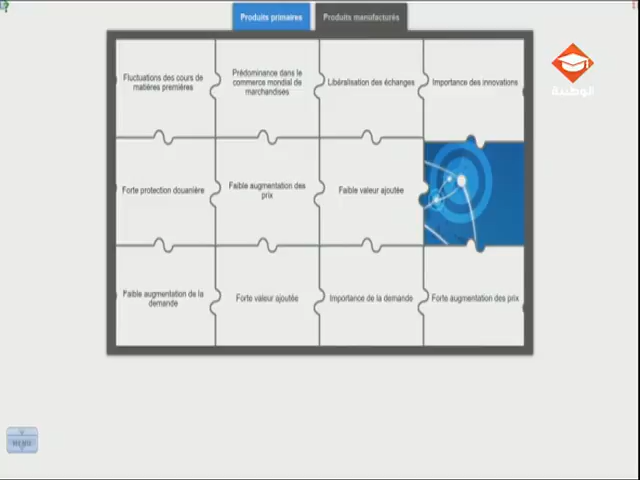 Produits primaires
Produits manufacturés
Fluctuations des cours de
matières premières
Prédominance dans le
commerce mondial de
marchandises
Libéralisation des échanges
Importance des innovations
الوطنية
Forte protection douanière
Faible augmentation des
prix
Faible valeur ajoutée
Faible augmentation de la
demande
Forte valeur ajoutée
Importance de la demande
Forte augmentation des prix
MENU